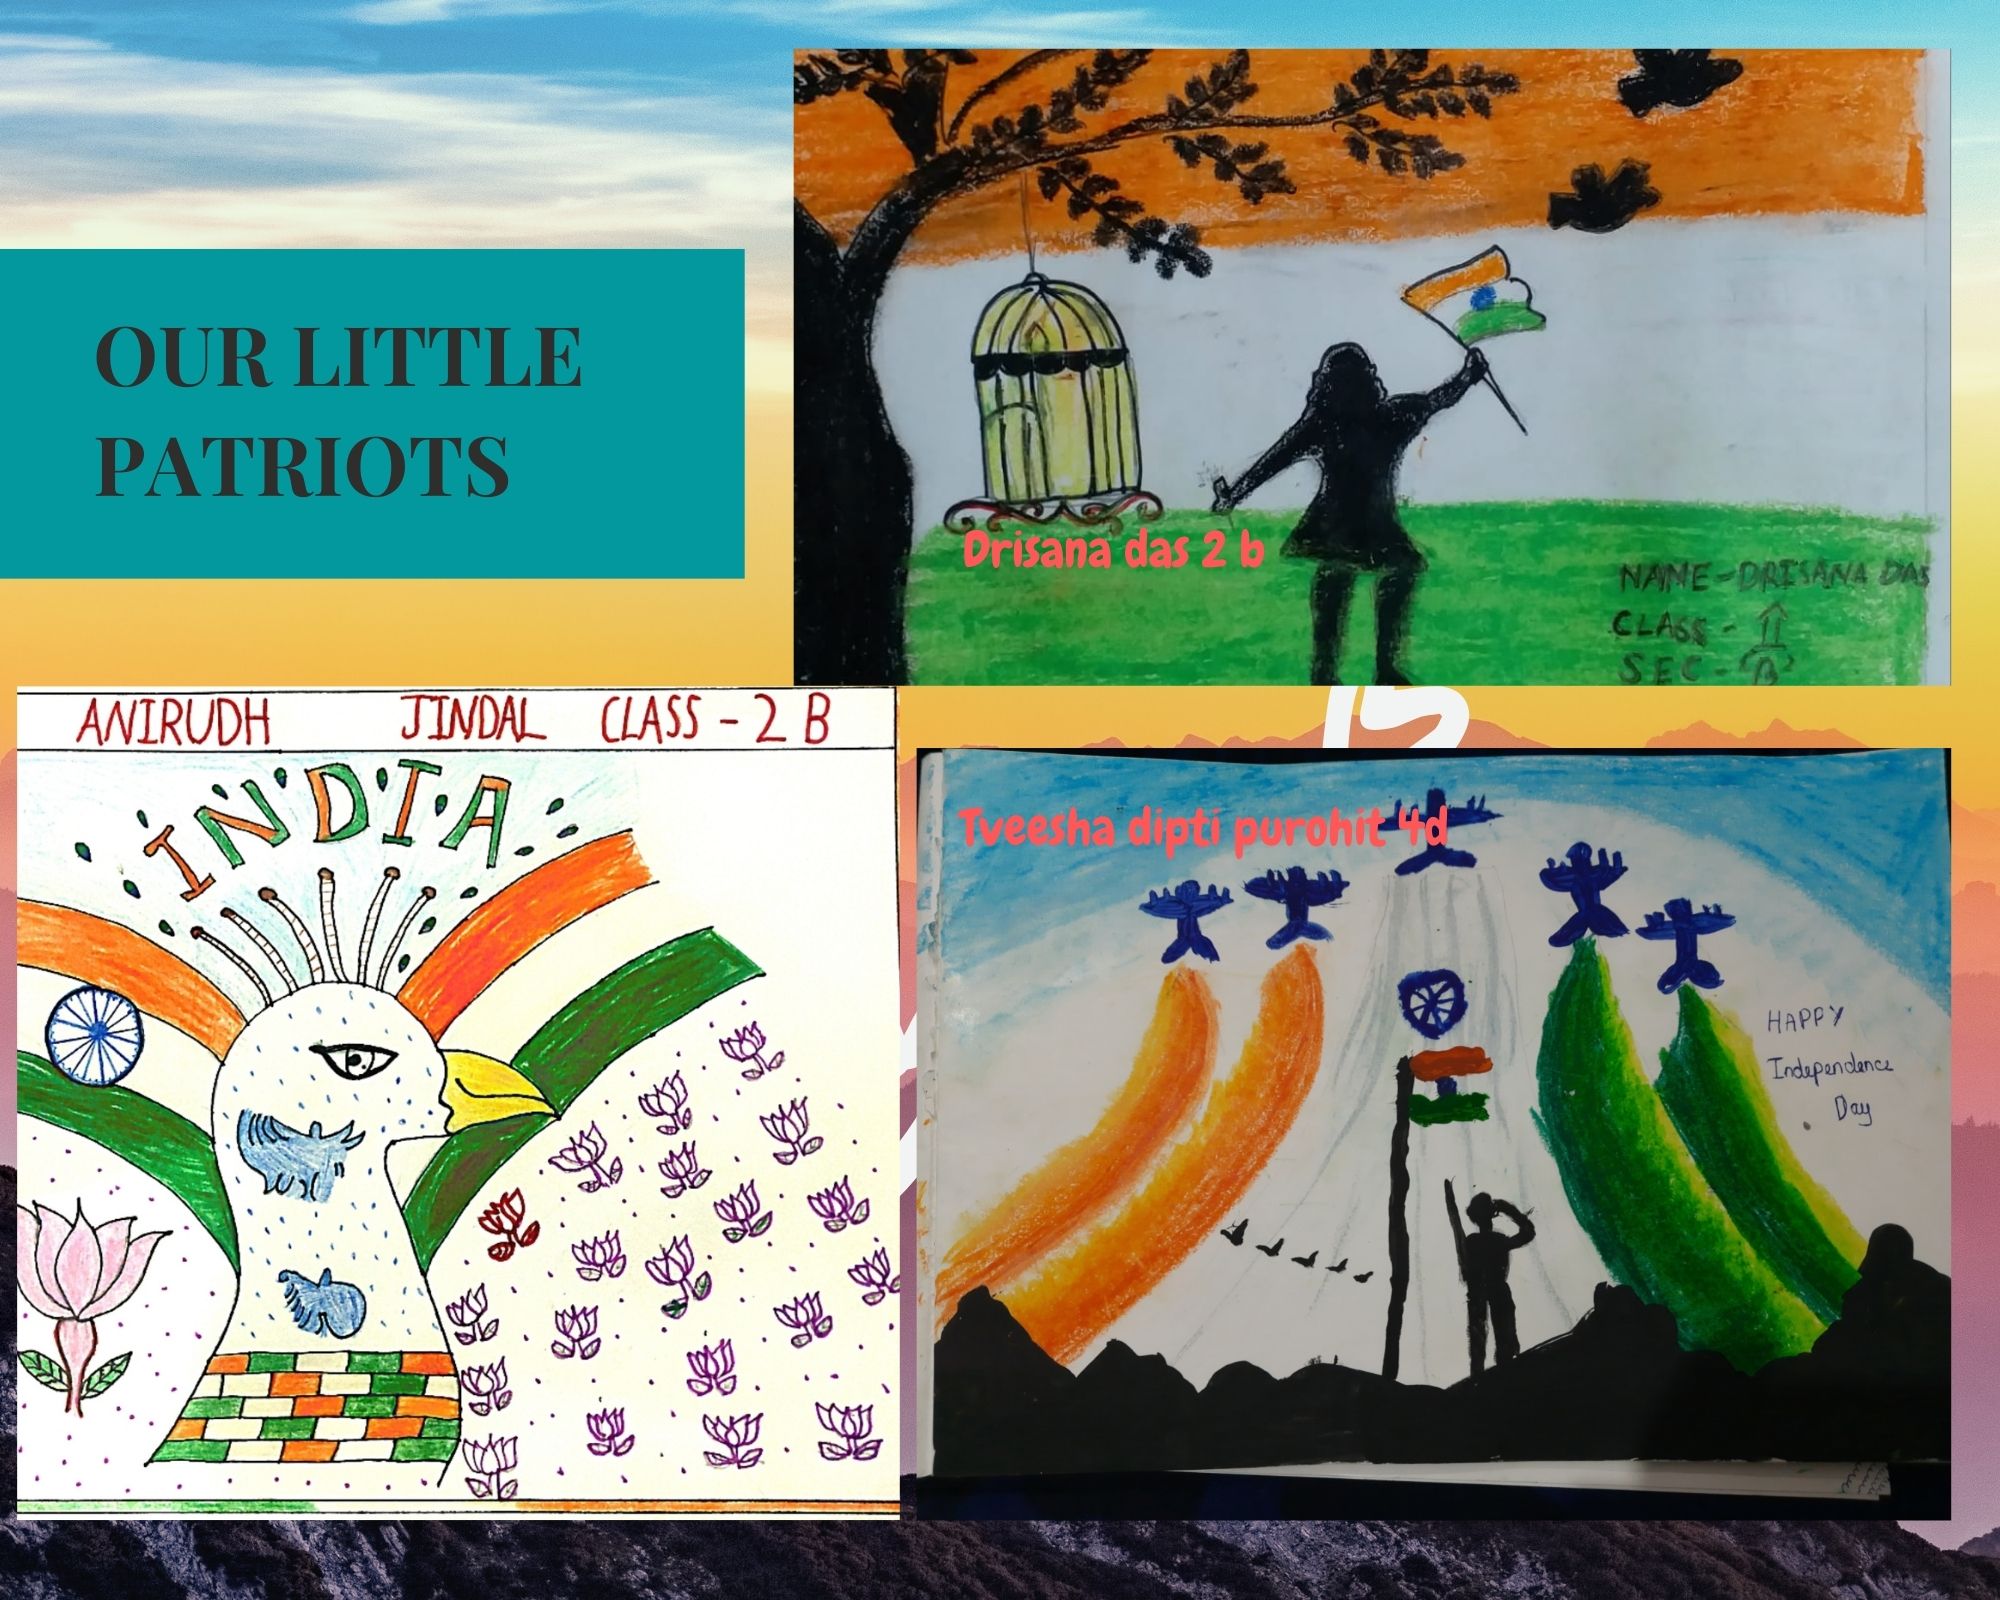 OUR LITTLE
PATRIOTS
Drisana das 2 b
NAME - DRISANA DAS
CLASS - II
SEC - B
ANIRUDH JINDAL CLASS - 2 B
INDIA
Tveesha dipti purohit 4d
HAPPY
Independence
Day